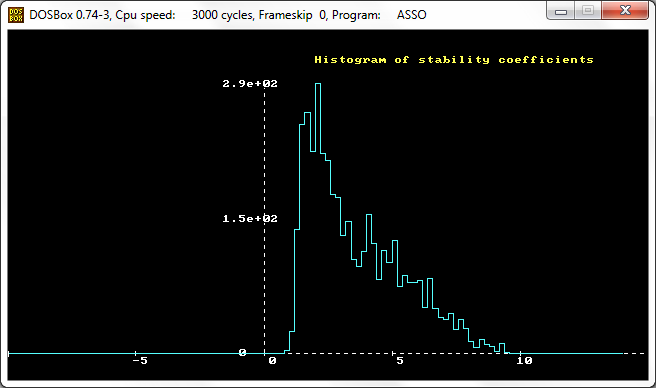 DOSBox 0.74-3, Cpu speed: 3000 cycles, Frameskip 0, Program: ASSO
Histogram of stability coefficients
2.9e+02
1.5e+02
0
-5 0 5 10